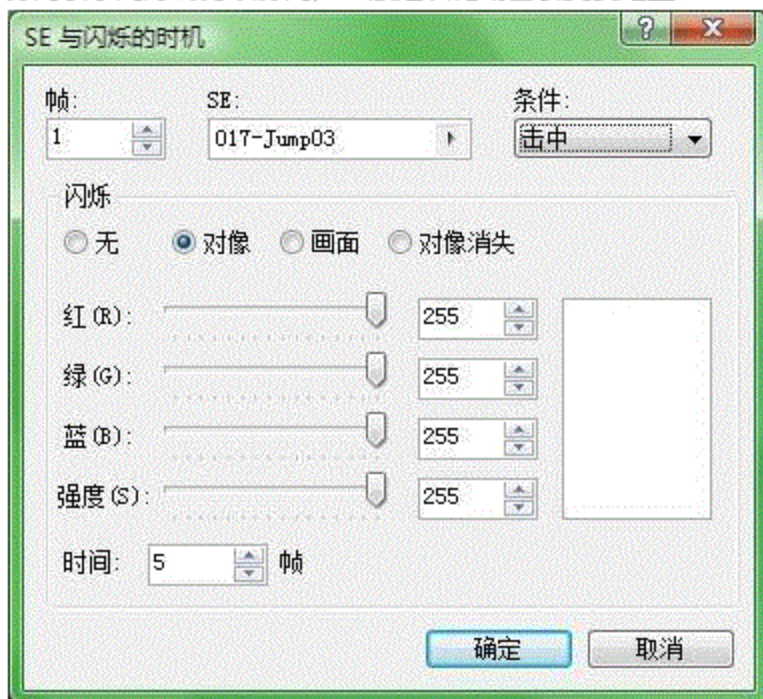 SE 与闪烁的时机
帧: SE: 条件:
1 017-Jump03 击中
闪烁
无 对像 画面 对像消失
红(R): 255
绿(G): 255
蓝(B): 255
强度(S): 255
时间: 5 帧
确定 取消